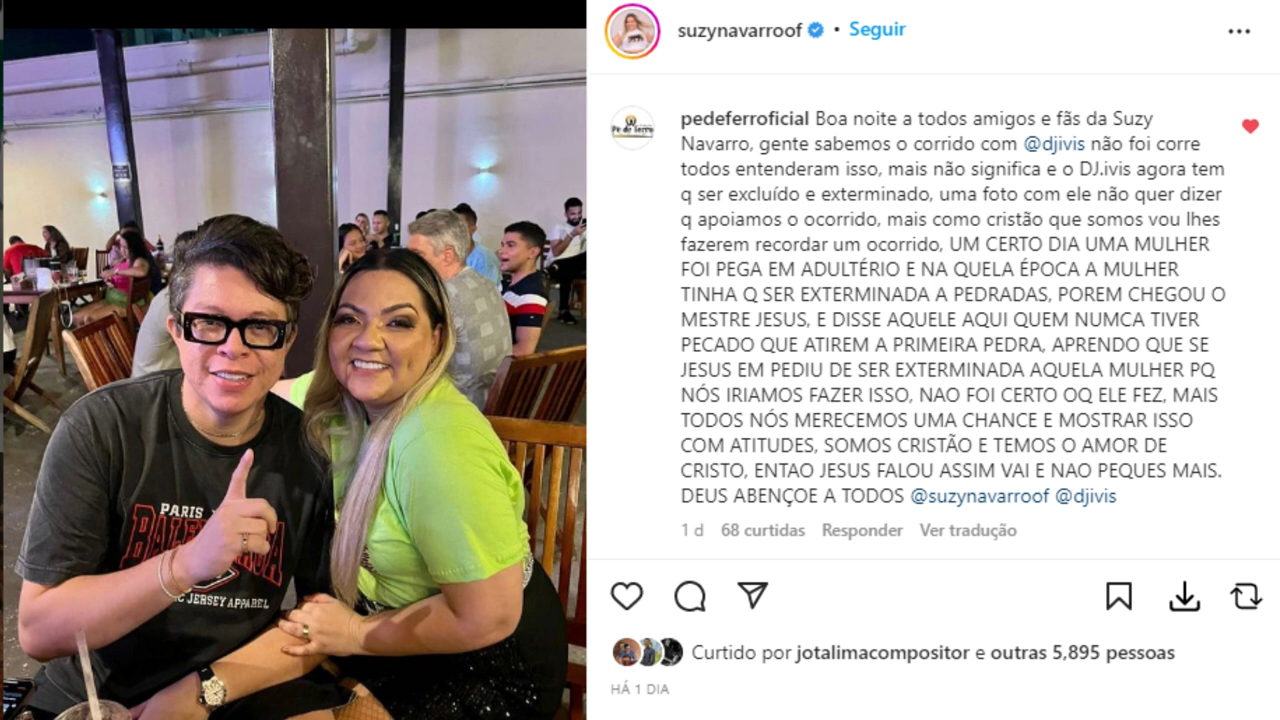 suzynavarroof • Seguir
pedeferroficial Boa noite a todos amigos e fãs da Suzy
Navarro, gente sabemos o corrido com @djivis não foi corre
todos entenderam isso, mais não significa e o DJ.ivis agora tem
q ser excluído e exterminado, uma foto com ele não quer dizer
q apoiamos o ocorrido, mais como cristão que somos vou lhes
fazerem recordar um ocorrido, UM CERTO DIA UMA MULHER
FOI PEGA EM ADULTÉRIO E NA QUELA ÉPOCA A MULHER
TINHA Q SER EXTERMINADA A PEDRADAS, POREM CHEGOU O
MESTRE JESUS, E DISSE AQUELE AQUI QUEM NUMCA TIVER
PECADO QUE ATIREM A PRIMEIRA PEDRA, APRENDO QUE SE
JESUS EM PEDIU DE SER EXTERMINADA AQUELA MULHER PQ
NÓS IRIAMOS FAZER ISSO, NAO FOI CERTO OQ ELE FEZ, MAIS
TODOS NÓS MERECEMOS UMA CHANCE E MOSTRAR ISSO
COM ATITUDES, SOMOS CRISTÃO E TEMOS O AMOR DE
CRISTO, ENTAO JESUS FALOU ASSIM VAI E NAO PEQUES MAIS.
DEUS ABENÇOE A TODOS @suzynavarroof @djivis
1 d 68 curtidas Responder Ver tradução
Curtido por jotalimacompositor e outras 5,895 pessoas
HÁ 1 DIA
PARIS
JERSEY APPAREL